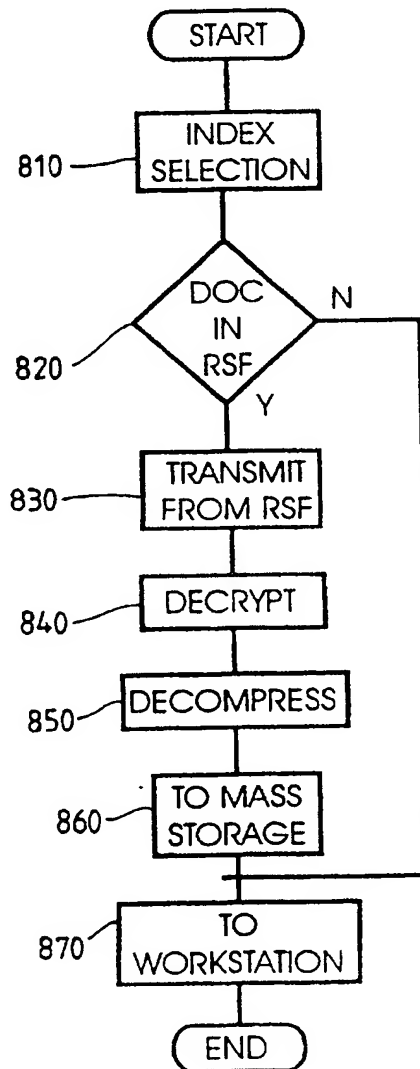 START
810
INDEX
SELECTION
820
DOC
IN
RSF
N
Y
830
TRANSMIT
FROM RSF
840
DECRYPT
850
DECOMPRESS
860
TO MASS
STORAGE
870
TO
WORKSTATION
END